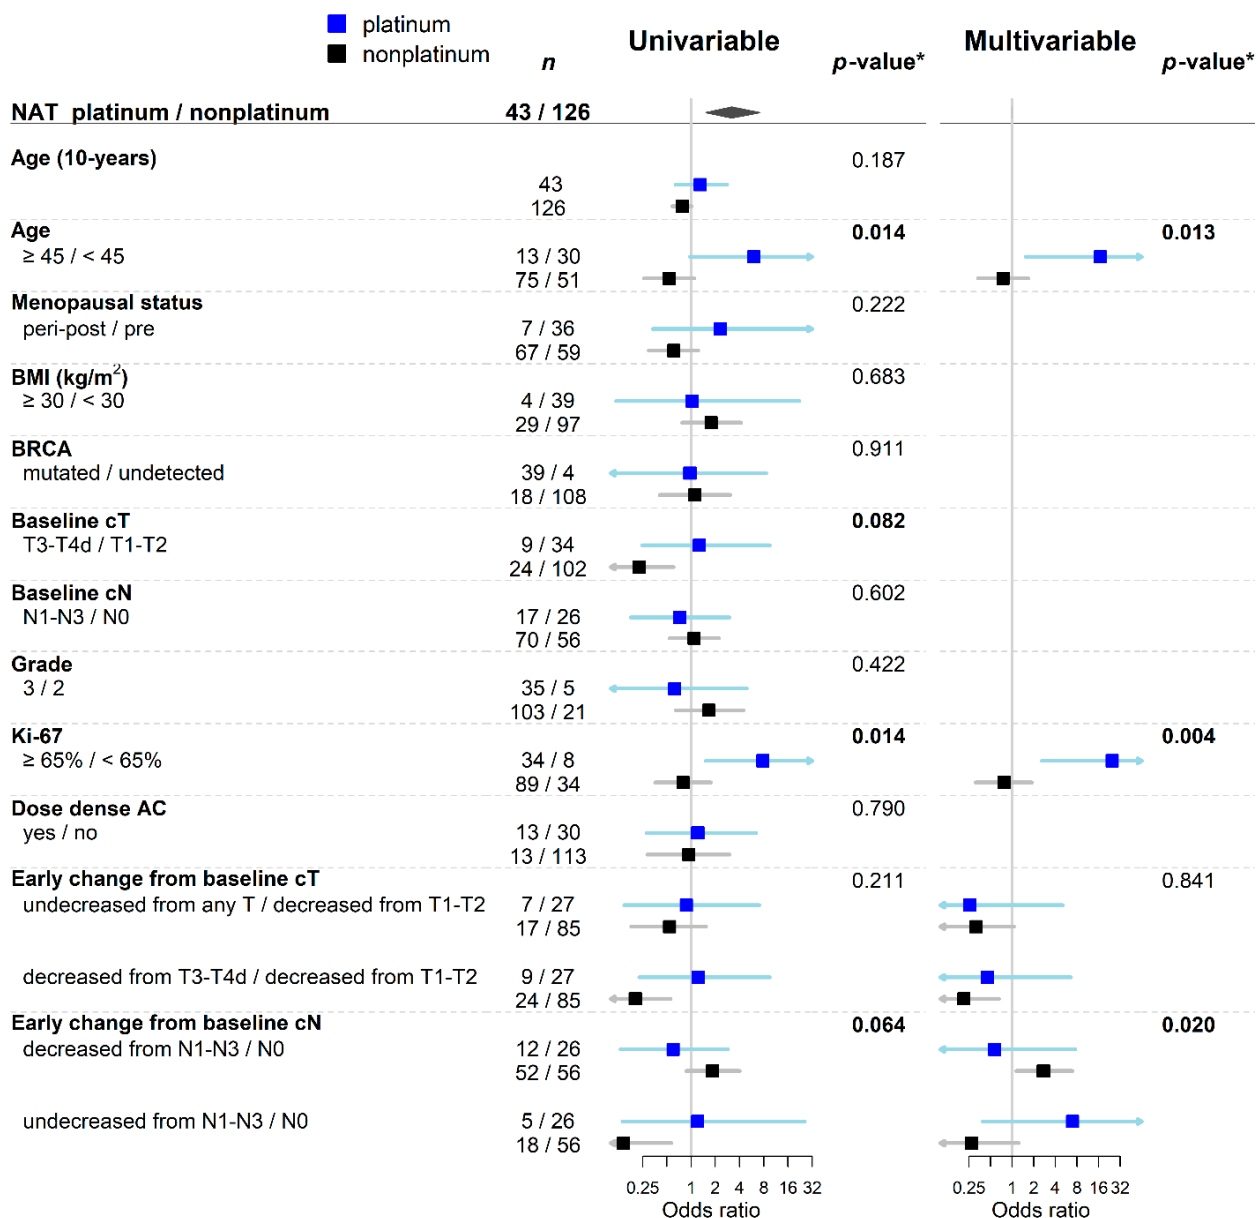 platinum
nonplatinum
n
Univariable
p-value*
Multivariable
p-value*
NAT platinum / nonplatinum
43 / 126
Age (10-years)
0.187
43
126
Age
0.014
0.013
≥ 45 / < 45
13 / 30
75 / 51
Menopausal status
0.222
peri-post / pre
7 / 36
67 / 59
BMI (kg/m²)
0.683
≥ 30 / < 30
4 / 39
29 / 97
BRCA
0.911
mutated / undetected
39 / 4
18 / 108
Baseline cT
0.082
T3-T4d / T1-T2
9 / 34
24 / 102
Baseline cN
0.602
N1-N3 / N0
17 / 26
70 / 56
Grade
0.422
3 / 2
35 / 5
103 / 21
Ki-67
0.014
0.004
≥ 65% / < 65%
34 / 8
89 / 34
Dose dense AC
0.790
yes / no
13 / 30
13 / 113
Early change from baseline cT
0.211
0.841
undecreased from any T / decreased from T1-T2
7 / 27
17 / 85
decreased from T3-T4d / decreased from T1-T2
9 / 27
24 / 85
Early change from baseline cN
0.064
0.020
decreased from N1-N3 / N0
12 / 26
52 / 56
undecreased from N1-N3 / N0
5 / 26
18 / 56
0.25 1 2 4 8 16 32
Odds ratio
0.25 1 2 4 8 32
Odds ratio